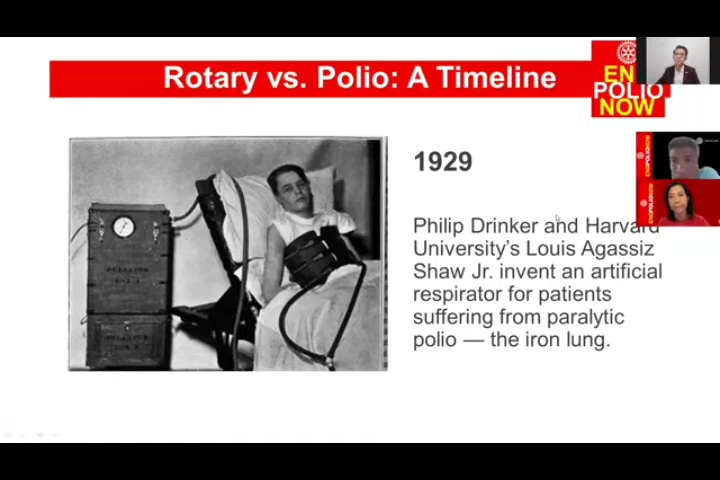 Rotary vs. Polio: A Timeline
EN
POLIO
NOW
1929
Philip Drinker and Harvard
University's Louis Agassiz
Shaw Jr. invent an artificial
respirator for patients
suffering from paralytic
polio — the iron lung.